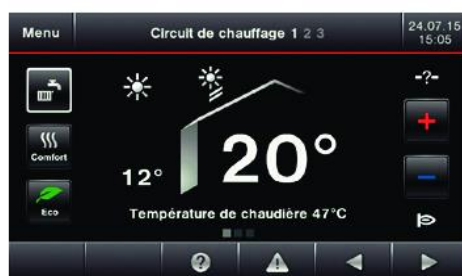 Menu
Circuit de chauffage 1 2 3
24.07.15
15:05
-?-
Comfort
12°
20°
Eco
Température de chaudière 47°C